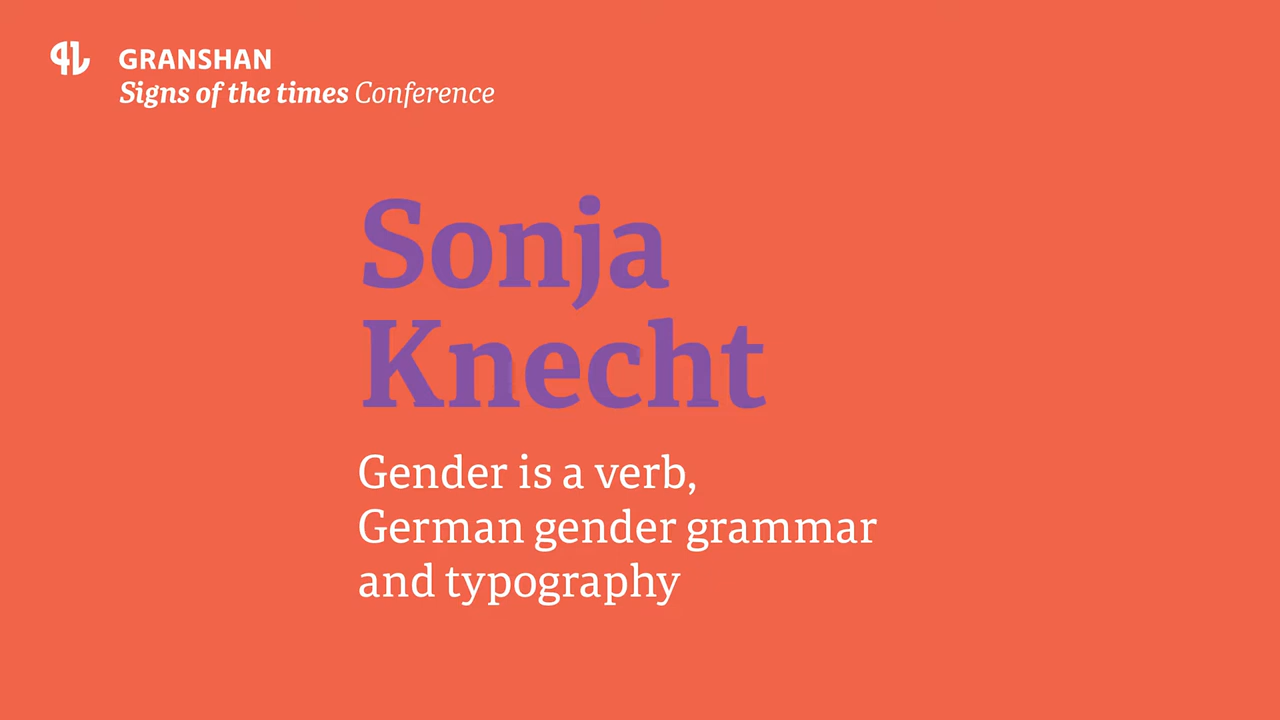 GRANSHAN
Signs of the times Conference
Sonja
Knecht
Gender is a verb,
German gender grammar
and typography